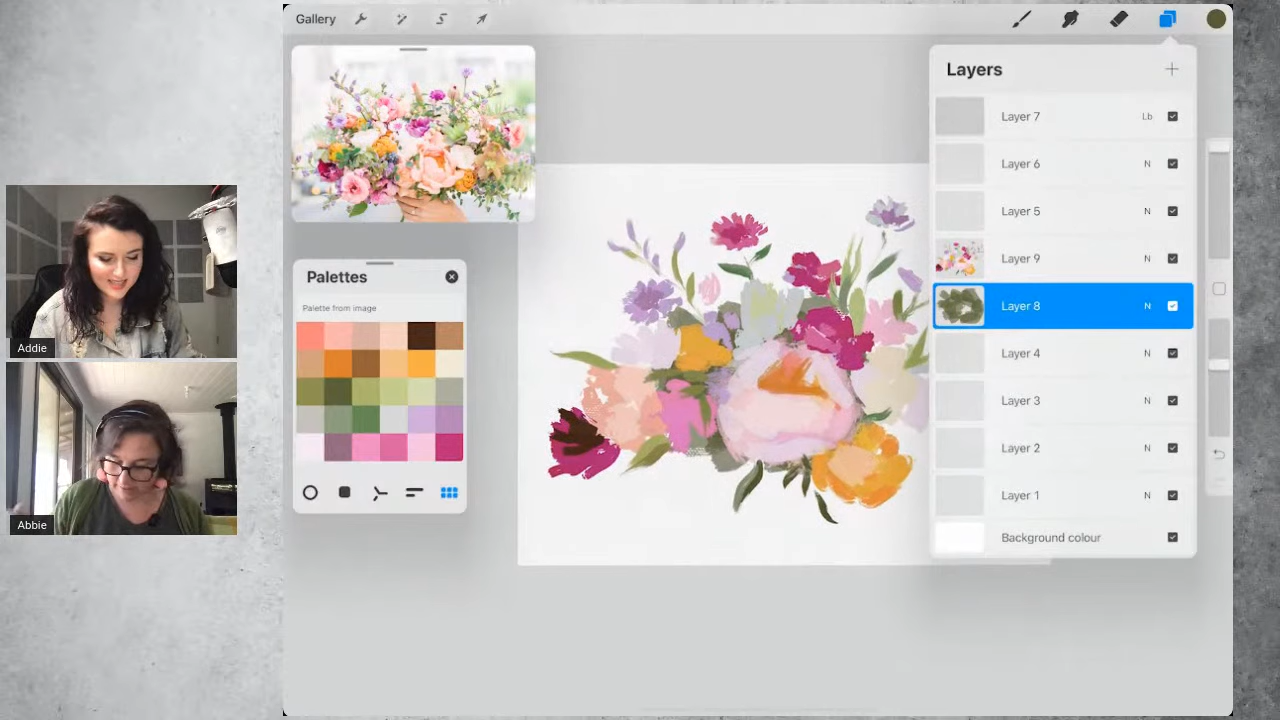 Gallery
Layers
Layer 7 Lb
Layer 6 N
Layer 5 N
Layer 9 N
Layer 8 N
Layer 4 N
Layer 3 N
Layer 2 N
Layer 1 N
Background colour
Palettes
Palette from image
Addie
Abbie